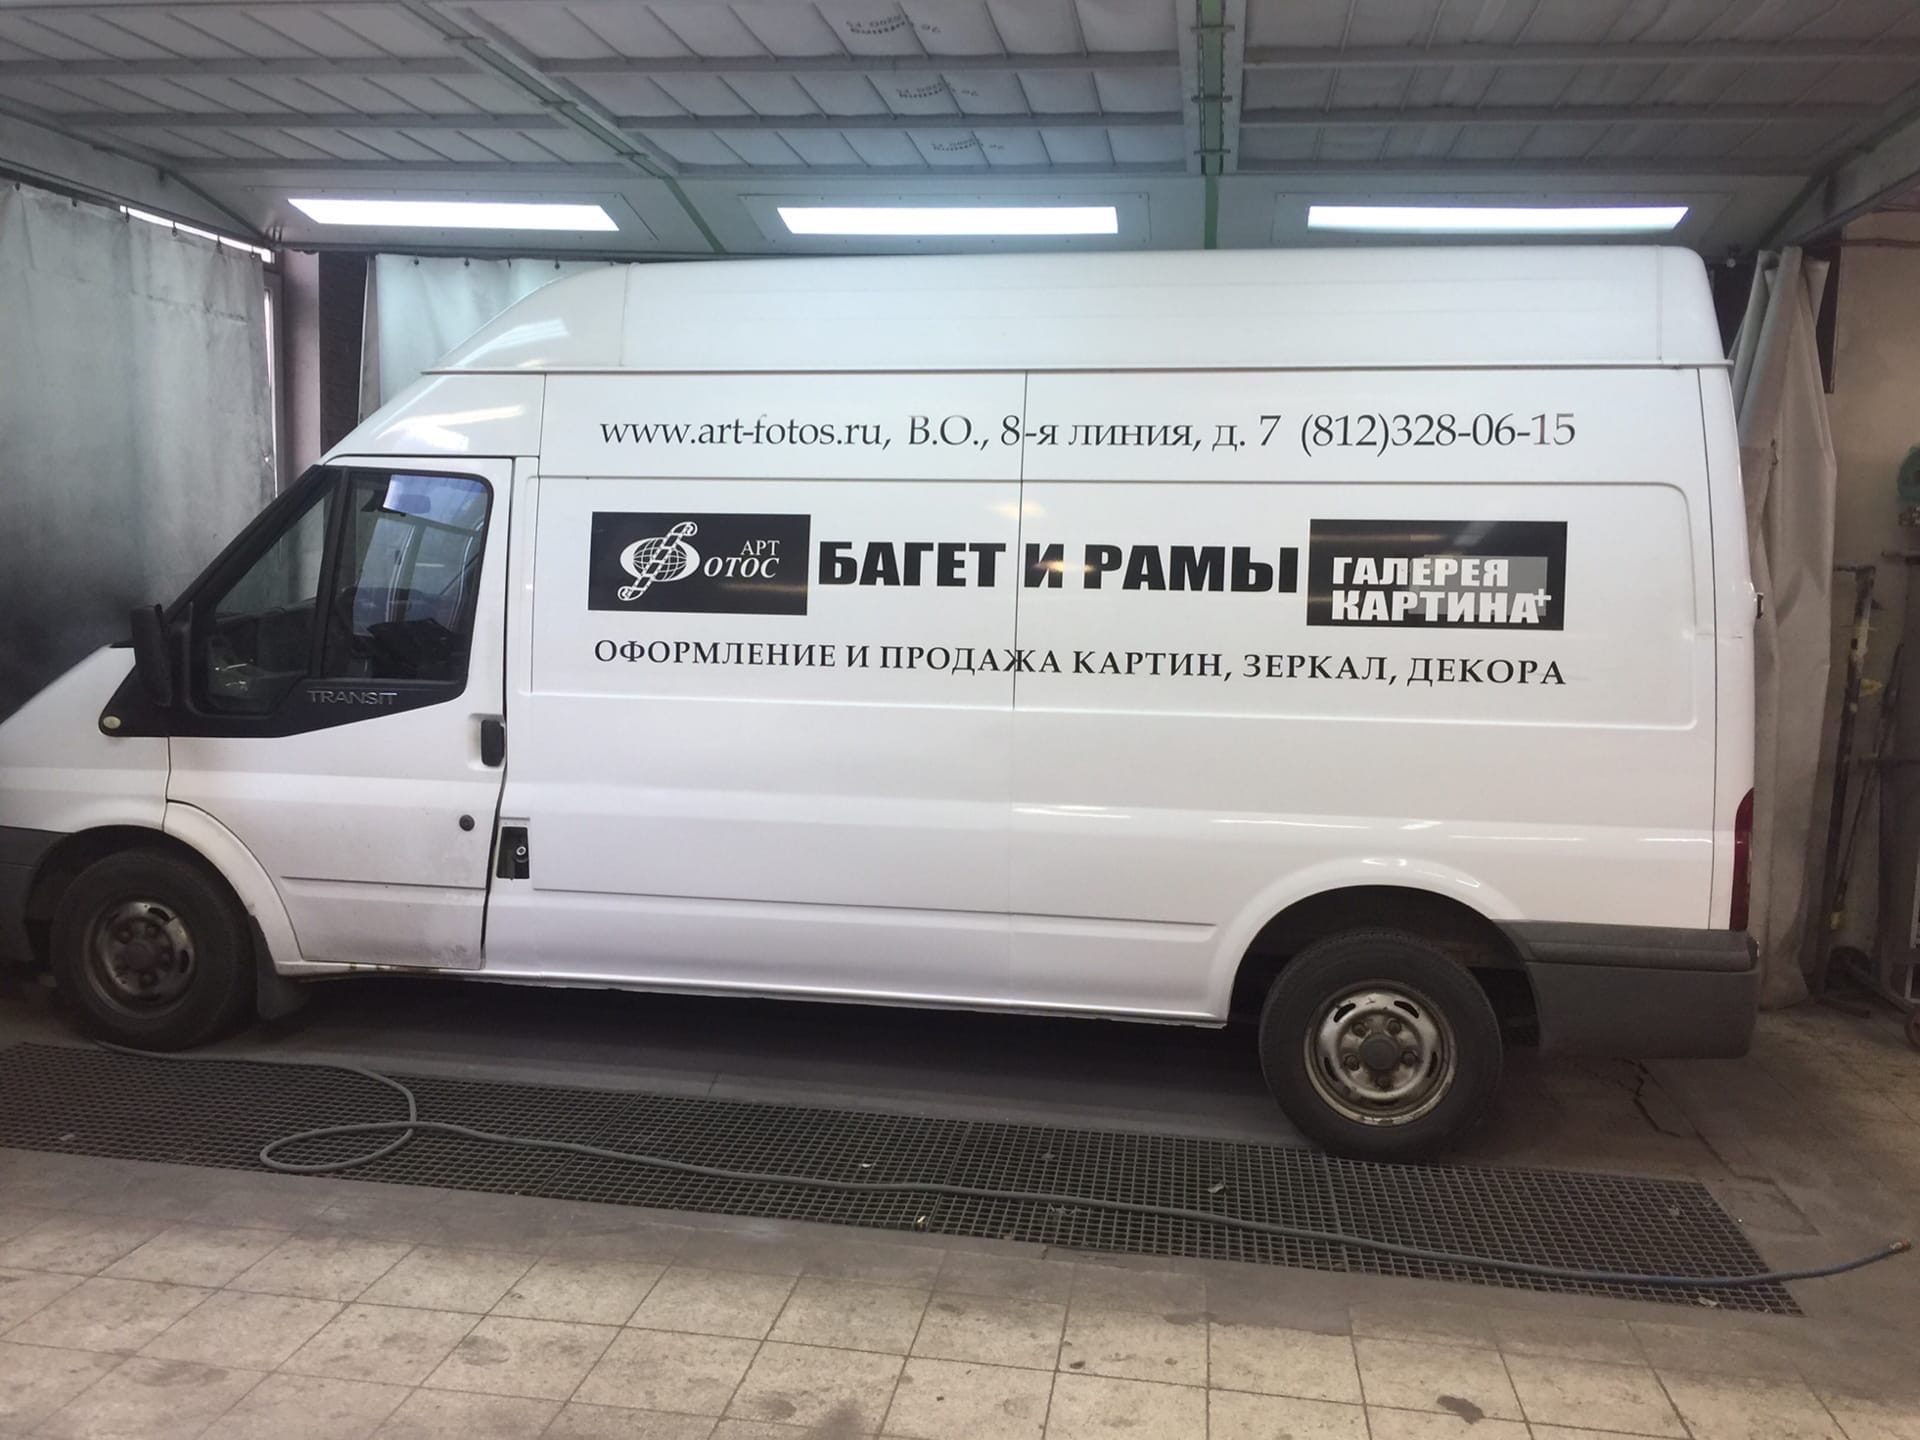 www.art-fotos.ru, В.О., 8-я линия, д. 7 (812)328-06-15
АРТ
ФОТОС
БАГЕТ И РАМЫ
ГАЛЕРЕЯ
КАРТИНА+
ОФОРМЛЕНИЕ И ПРОДАЖА КАРТИН, ЗЕРКАЛ, ДЕКОРА
TRANSIT